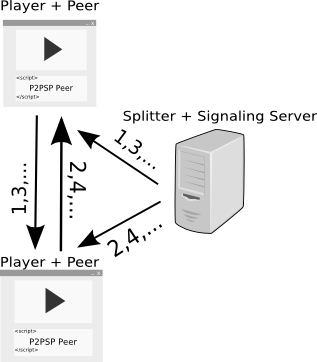 Player + Peer
.. x
<script>
P2PSP Peer
</script>
Splitter + Signaling Server
1,3,...
1,3,...
2,4,...
2,4,...
Player + Peer
.. x
<script>
P2PSP Peer
</script>